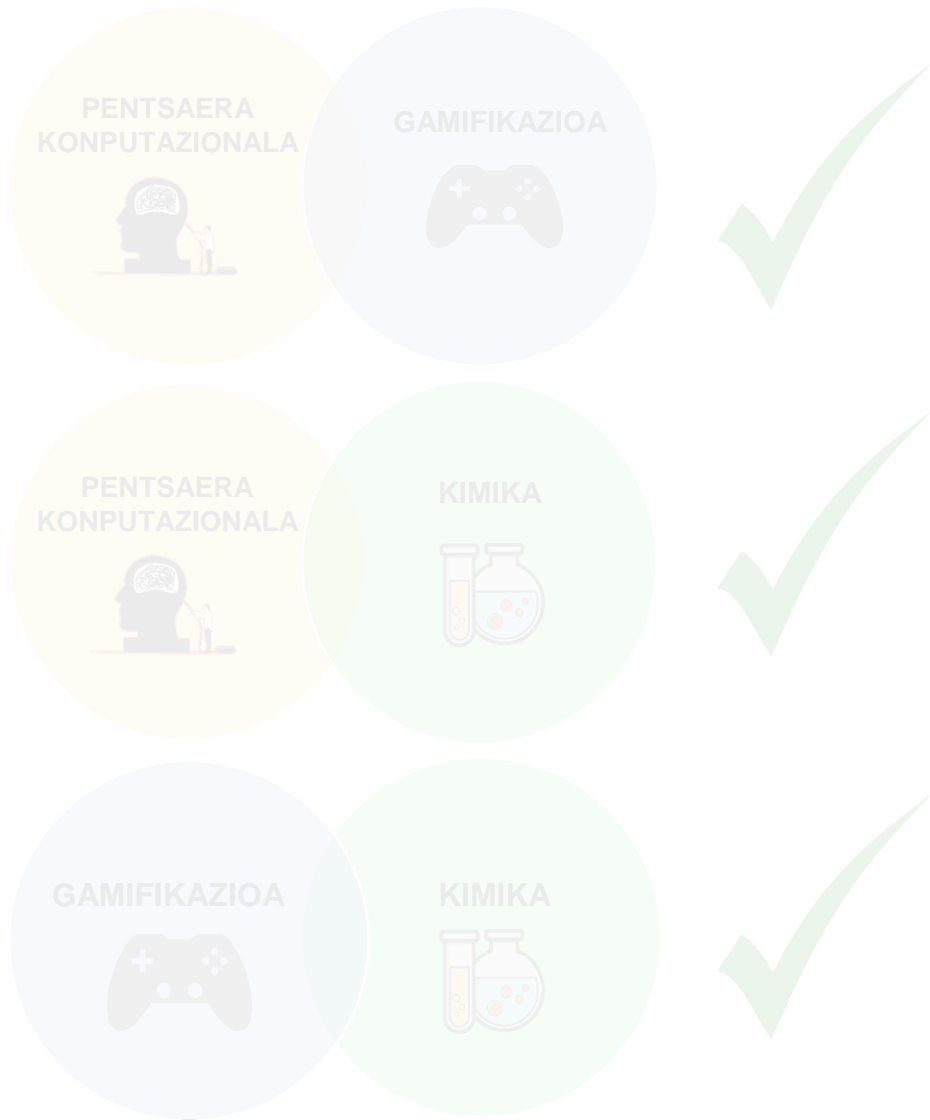 PENTSAERA
KONPUTAZIONALA
GAMIFIKAZIOA
PENTSAERA
KONPUTAZIONALA
KIMIKA
GAMIFIKAZIOA
KIMIKA